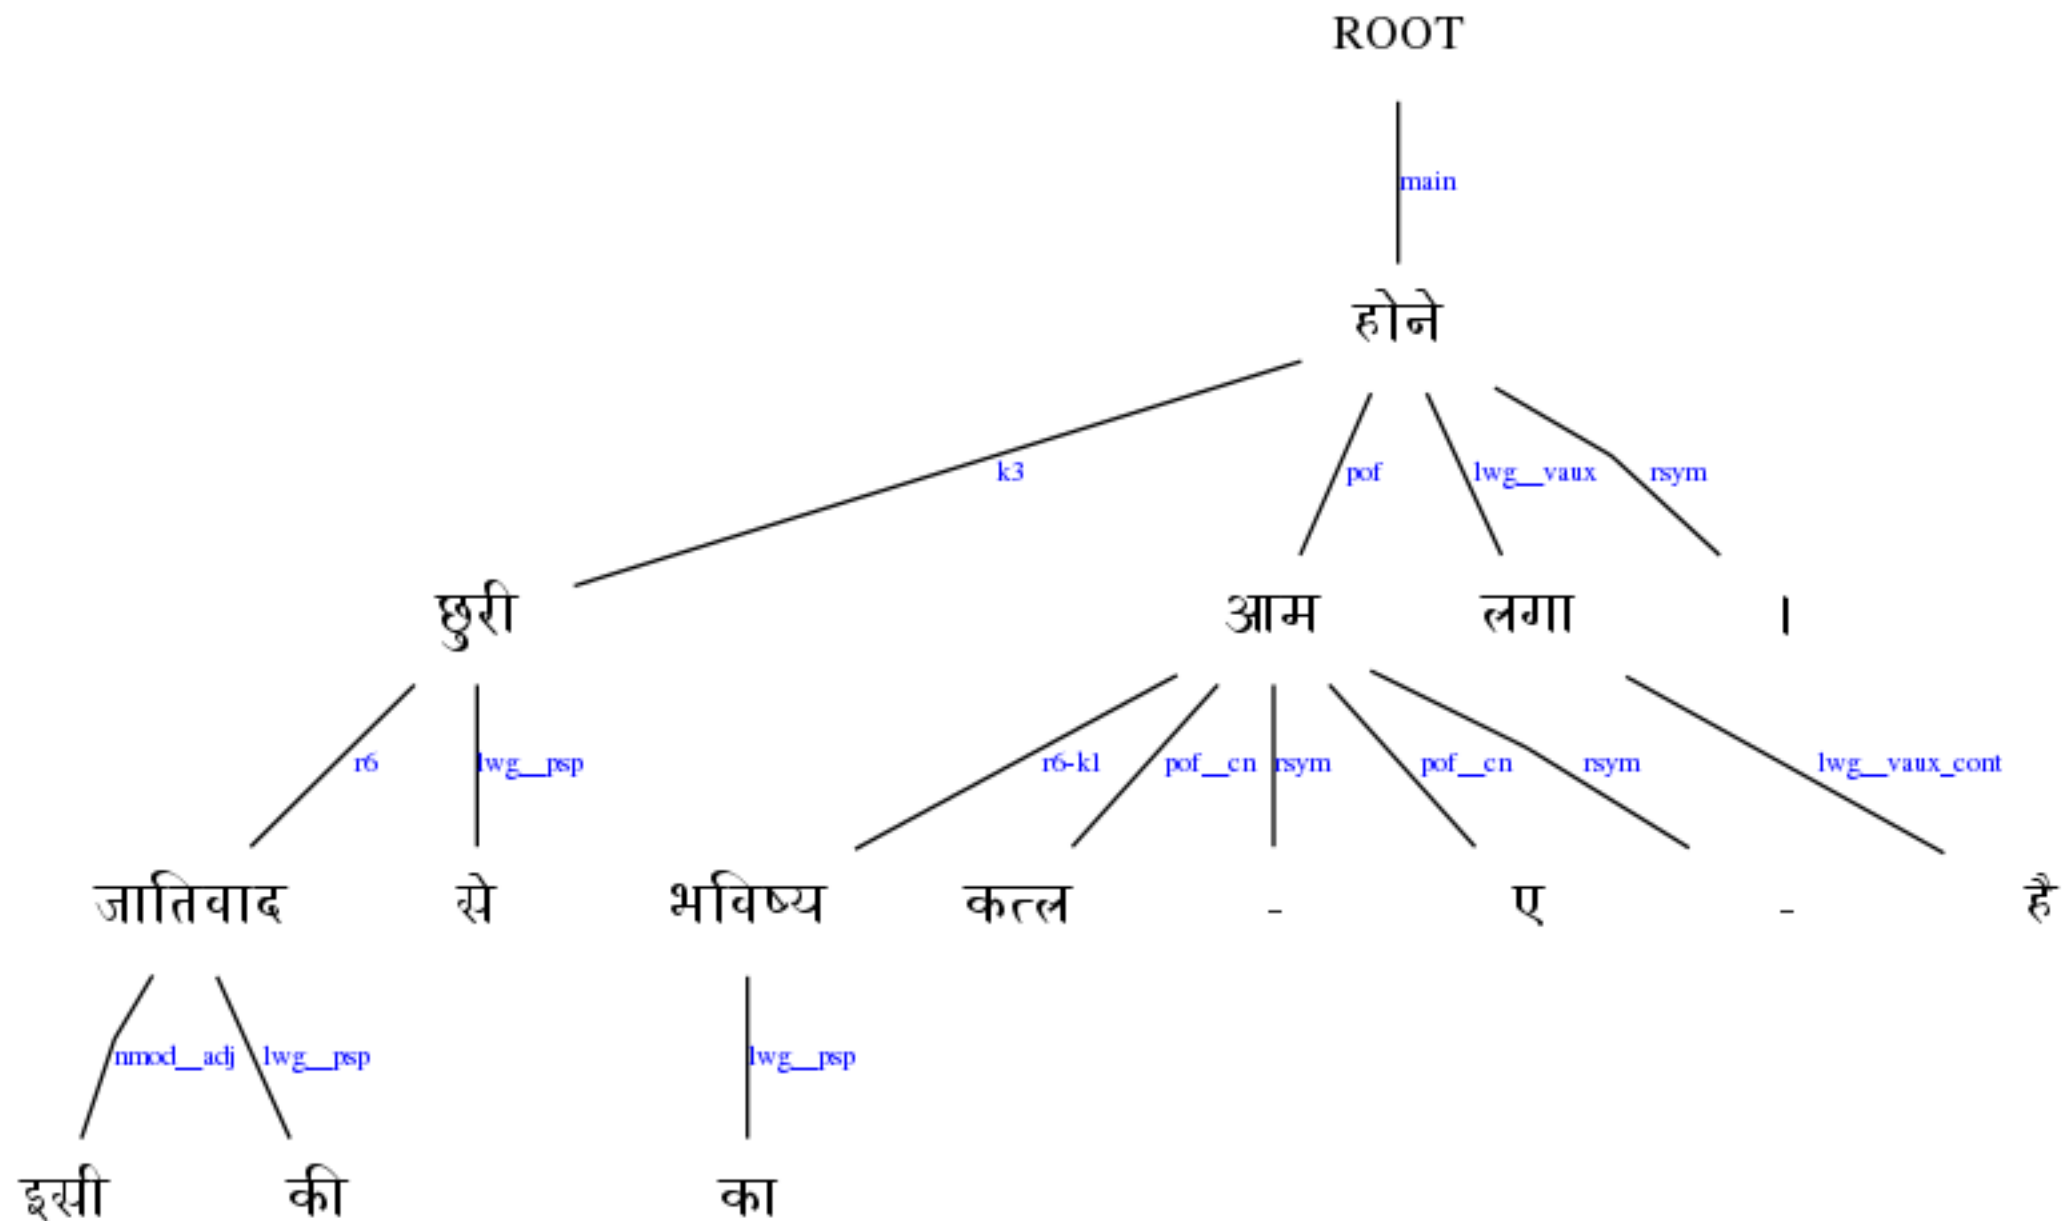 ROOT
main
होने
k3 pof lwg__vaux rsym
छुरी आम लगा ।
r6 lwg__psp r6-k1 pof__cn rsym pof__cn rsym lwg__vaux_cont
जातिवाद से भविष्य कत्ल - ए - है
nmod__adj lwg__psp lwg__psp
इसी की का